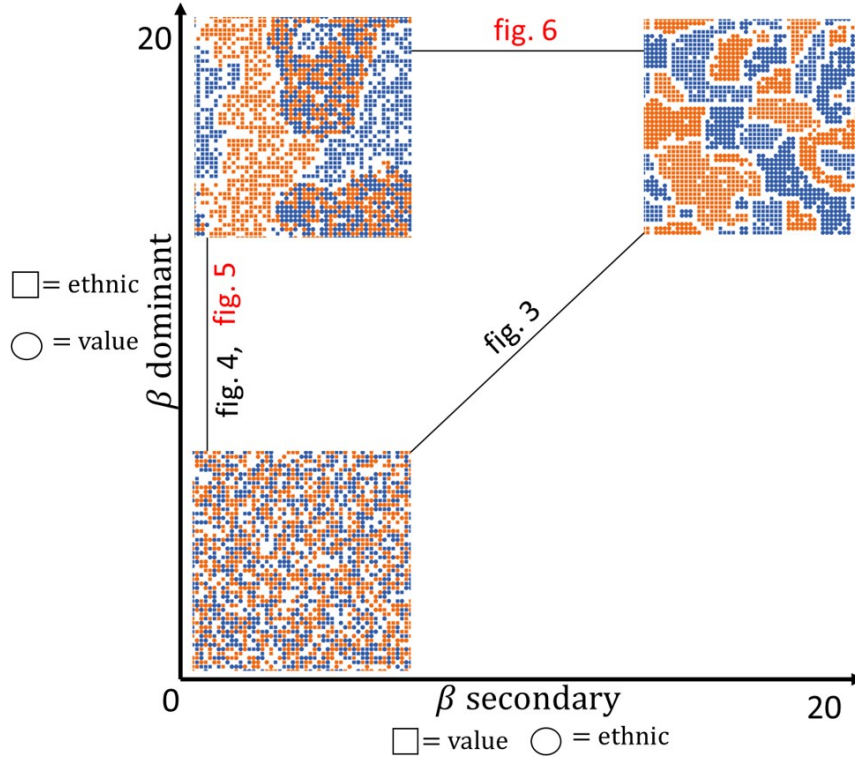 20
fig. 6
fig. 5
fig. 4,
fig. 3
β dominant
= ethnic
= value
0
β secondary
20
= value = ethnic